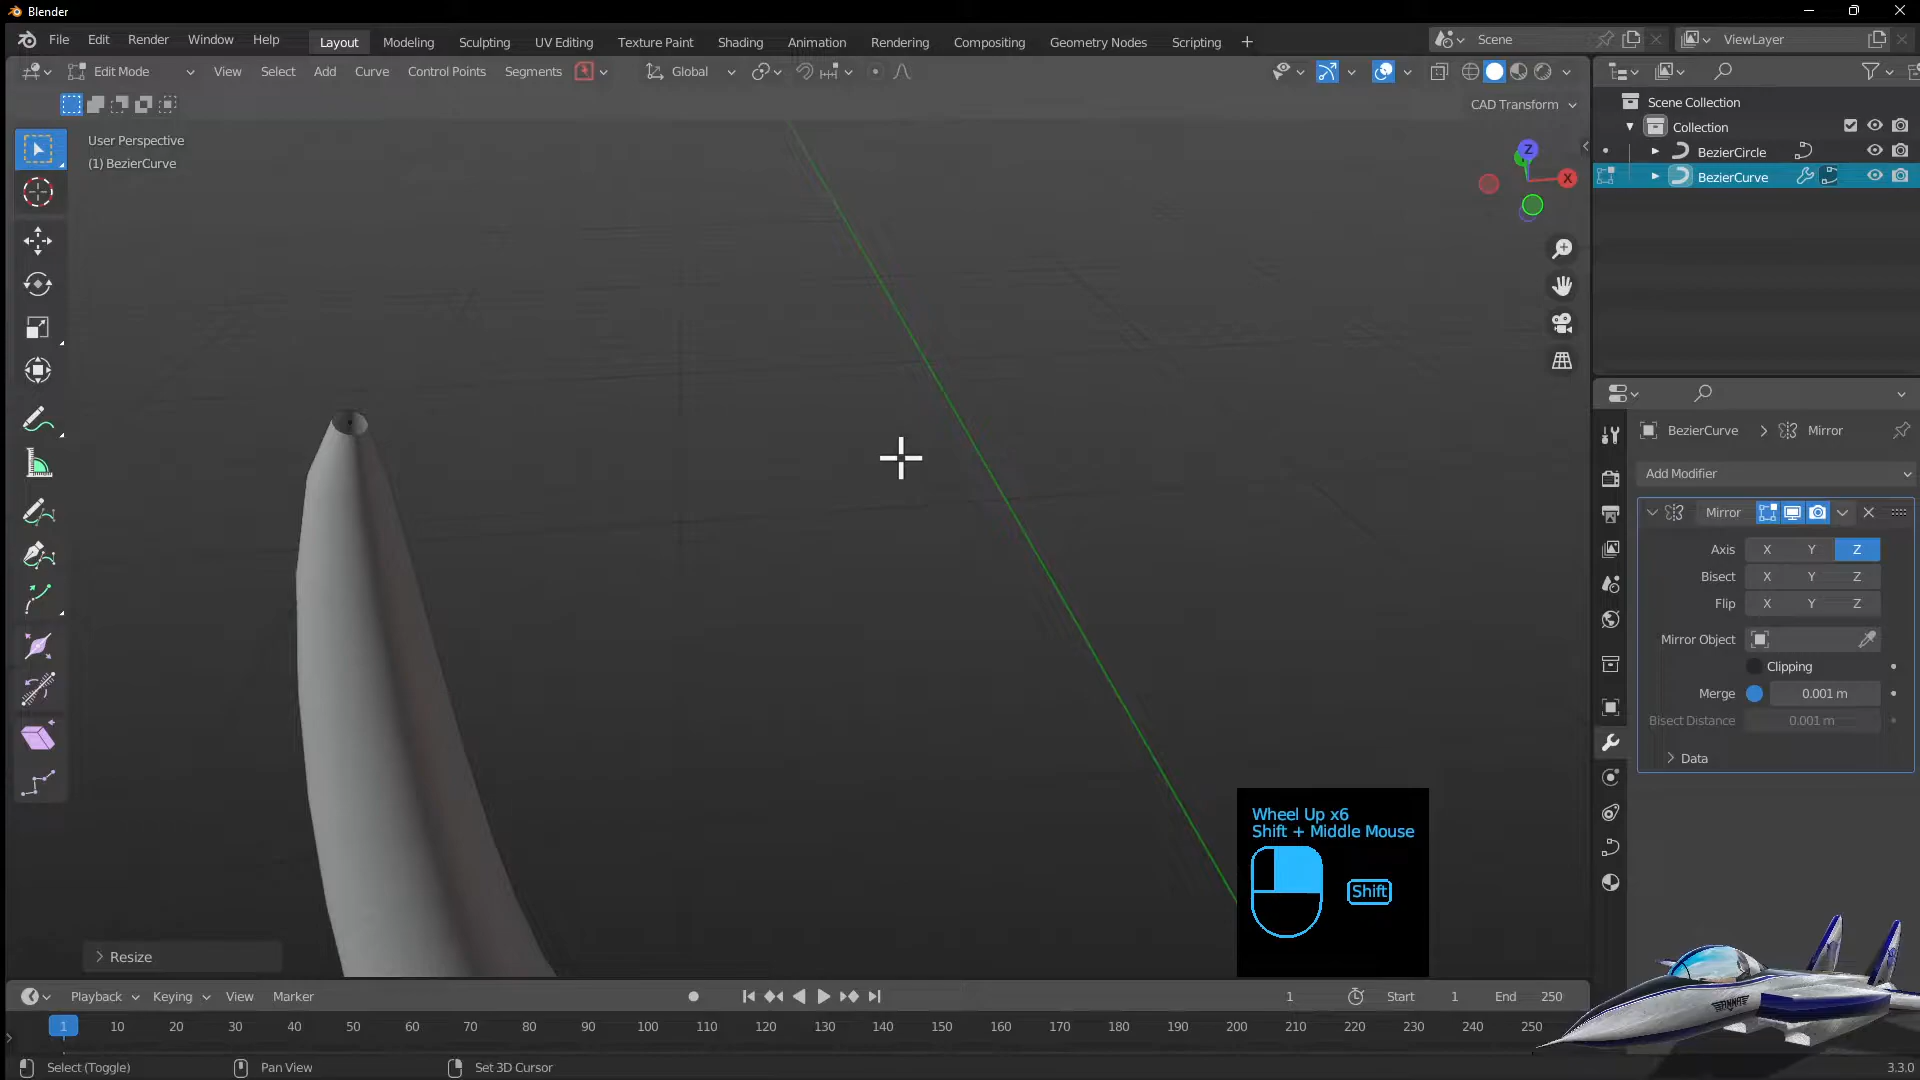 Blender
File Edit Render Window Help
Layout Modeling Sculpting UV Editing Texture Paint Shading Animation Rendering Compositing Geometry Nodes Scripting +
Scene
ViewLayer
Edit Mode View Select Add Curve Control Points Segments
Global
CAD Transform
User Perspective
(1) BezierCurve
Z
X
Scene Collection
Collection
BezierCircle
BezierCurve
BezierCurve > Mirror
Add Modifier
Mirror
Axis X Y Z
Bisect X Y Z
Flip X Y Z
Mirror Object
Clipping
Merge 0.001 m
Bisect Distance 0.001 m
Data
Wheel Up x6
Shift + Middle Mouse
Shift
Resize
Playback Keying View Marker
1 Start 1 End 250
1 10 20 30 40 50 60 70 80 90 100 110 120 130 140 150 160 170 180 190 200 210 220 230 240 250
Select (Toggle) Pan View Set 3D Cursor
3.3.0